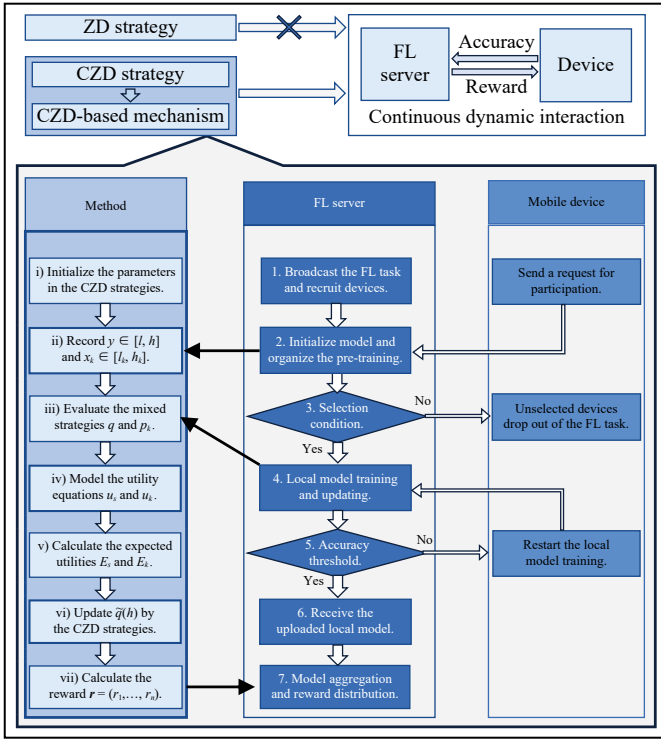 ZD strategy
CZD strategy
CZD-based mechanism
FL
server
Accuracy
Reward
Device
Continuous dynamic interaction
Method
i) Initialize the parameters
in the CZD strategies.
ii) Record y ∈ [l, h]
and xₖ ∈ [lₖ, hₖ].
iii) Evaluate the mixed
strategies q and pₖ.
iv) Model the utility
equations uₛ and uₖ.
v) Calculate the expected
utilities Eₛ and Eₖ.
vi) Update q̃(h) by
the CZD strategies.
vii) Calculate the
reward r = (r₁,…, rₙ).
FL server
1. Broadcast the FL task
and recruit devices.
2. Initialize model and
organize the pre-training.
3. Selection
condition.
No
Yes
4. Local model training
and updating.
5. Accuracy
threshold.
No
Yes
6. Receive the
uploaded local model.
7. Model aggregation
and reward distribution.
Mobile device
Send a request for
participation.
Unselected devices
drop out of the FL task.
Restart the local
model training.